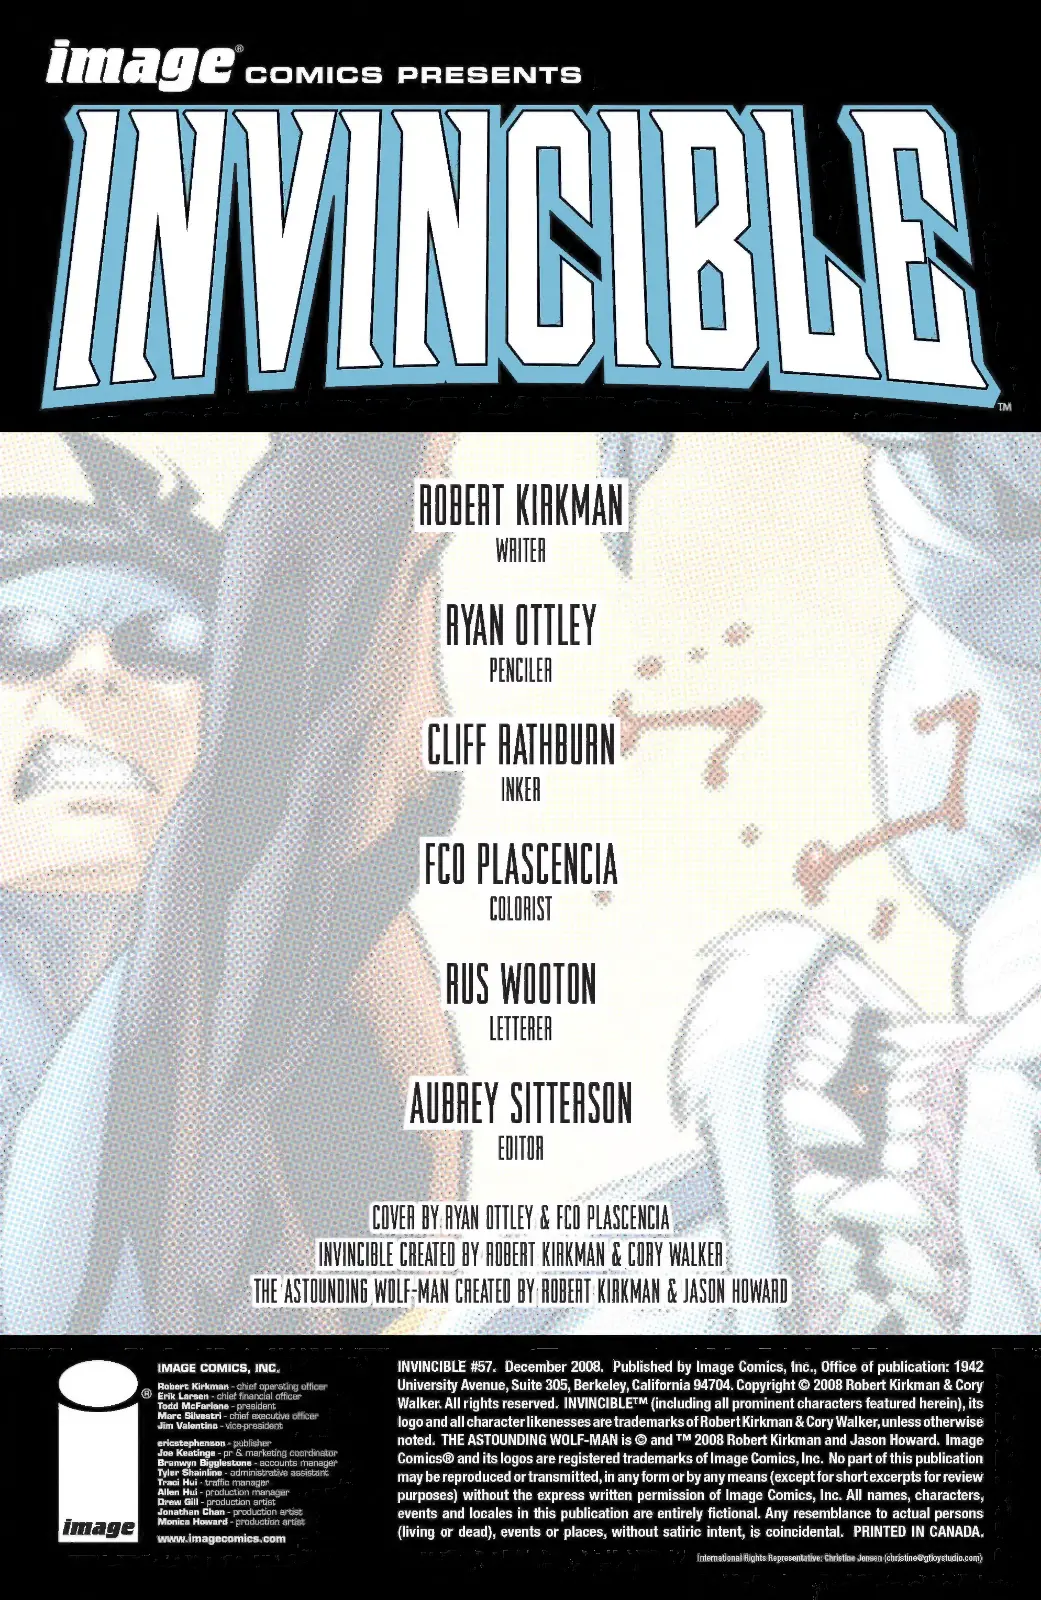 image® COMICS PRESENTS
INVINCIBLE™
ROBERT KIRKMAN
WRITER
RYAN OTTLEY
PENCILER
CLIFF RATHBURN
INKER
FCO PLASCENCIA
COLORIST
RUS WOOTON
LETTERER
AUBREY SITTERSON
EDITOR
COVER BY RYAN OTTLEY & FCO PLASCENCIA
INVINCIBLE CREATED BY ROBERT KIRKMAN & CORY WALKER
THE ASTOUNDING WOLF-MAN CREATED BY ROBERT KIRKMAN & JASON HOWARD
®
image
IMAGE COMICS, INC.
Robert Kirkman - chief operating officer
Erik Larsen - chief financial officer
Todd McFarlane - president
Marc Silvestri - chief executive officer
Jim Valentino - vice-president
ericstephenson - publisher
Joe Keatinge - pr & marketing coordinator
Branwyn Bigglestone - accounts manager
Tyler Shainline - administrative assistant
Traci Hui - traffic manager
Allen Hui - production manager
Drew Gill - production artist
Jonathan Chan - production artist
Monica Howard - production artist
www.imagecomics.com
INVINCIBLE #57. December 2008. Published by Image Comics, Inc., Office of publication: 1942
University Avenue, Suite 305, Berkeley, California 94704. Copyright © 2008 Robert Kirkman & Cory
Walker. All rights reserved. INVINCIBLE™ (including all prominent characters featured herein), its
logo and all character likenesses are trademarks of Robert Kirkman & Cory Walker, unless otherwise
noted. THE ASTOUNDING WOLF-MAN is © and ™ 2008 Robert Kirkman and Jason Howard. Image
Comics® and its logos are registered trademarks of Image Comics, Inc. No part of this publication
may be reproduced or transmitted, in any form or by any means (except for short excerpts for review
purposes) without the express written permission of Image Comics, Inc. All names, characters,
events and locales in this publication are entirely fictional. Any resemblance to actual persons
(living or dead), events or places, without satiric intent, is coincidental. PRINTED IN CANADA.
International Rights Representative: Christine Jensen (christine@gfloystudio.com)